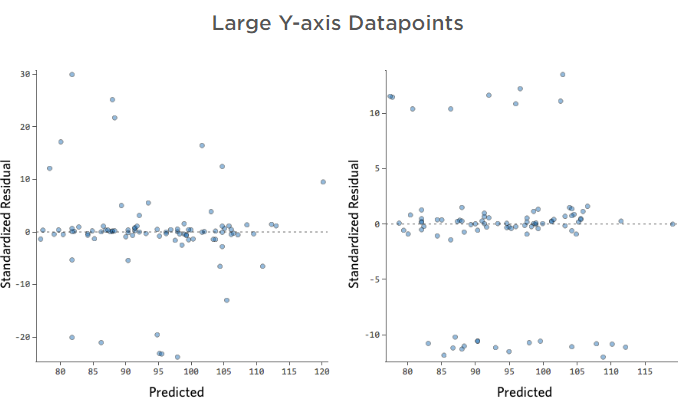 Large Y-axis Datapoints
Standardized Residual
30
20
10
0
-10
-20
80 85 90 95 100 105 110 115 120
Predicted
Standardized Residual
10
5
0
-5
-10
80 85 90 95 100 105 110 115
Predicted